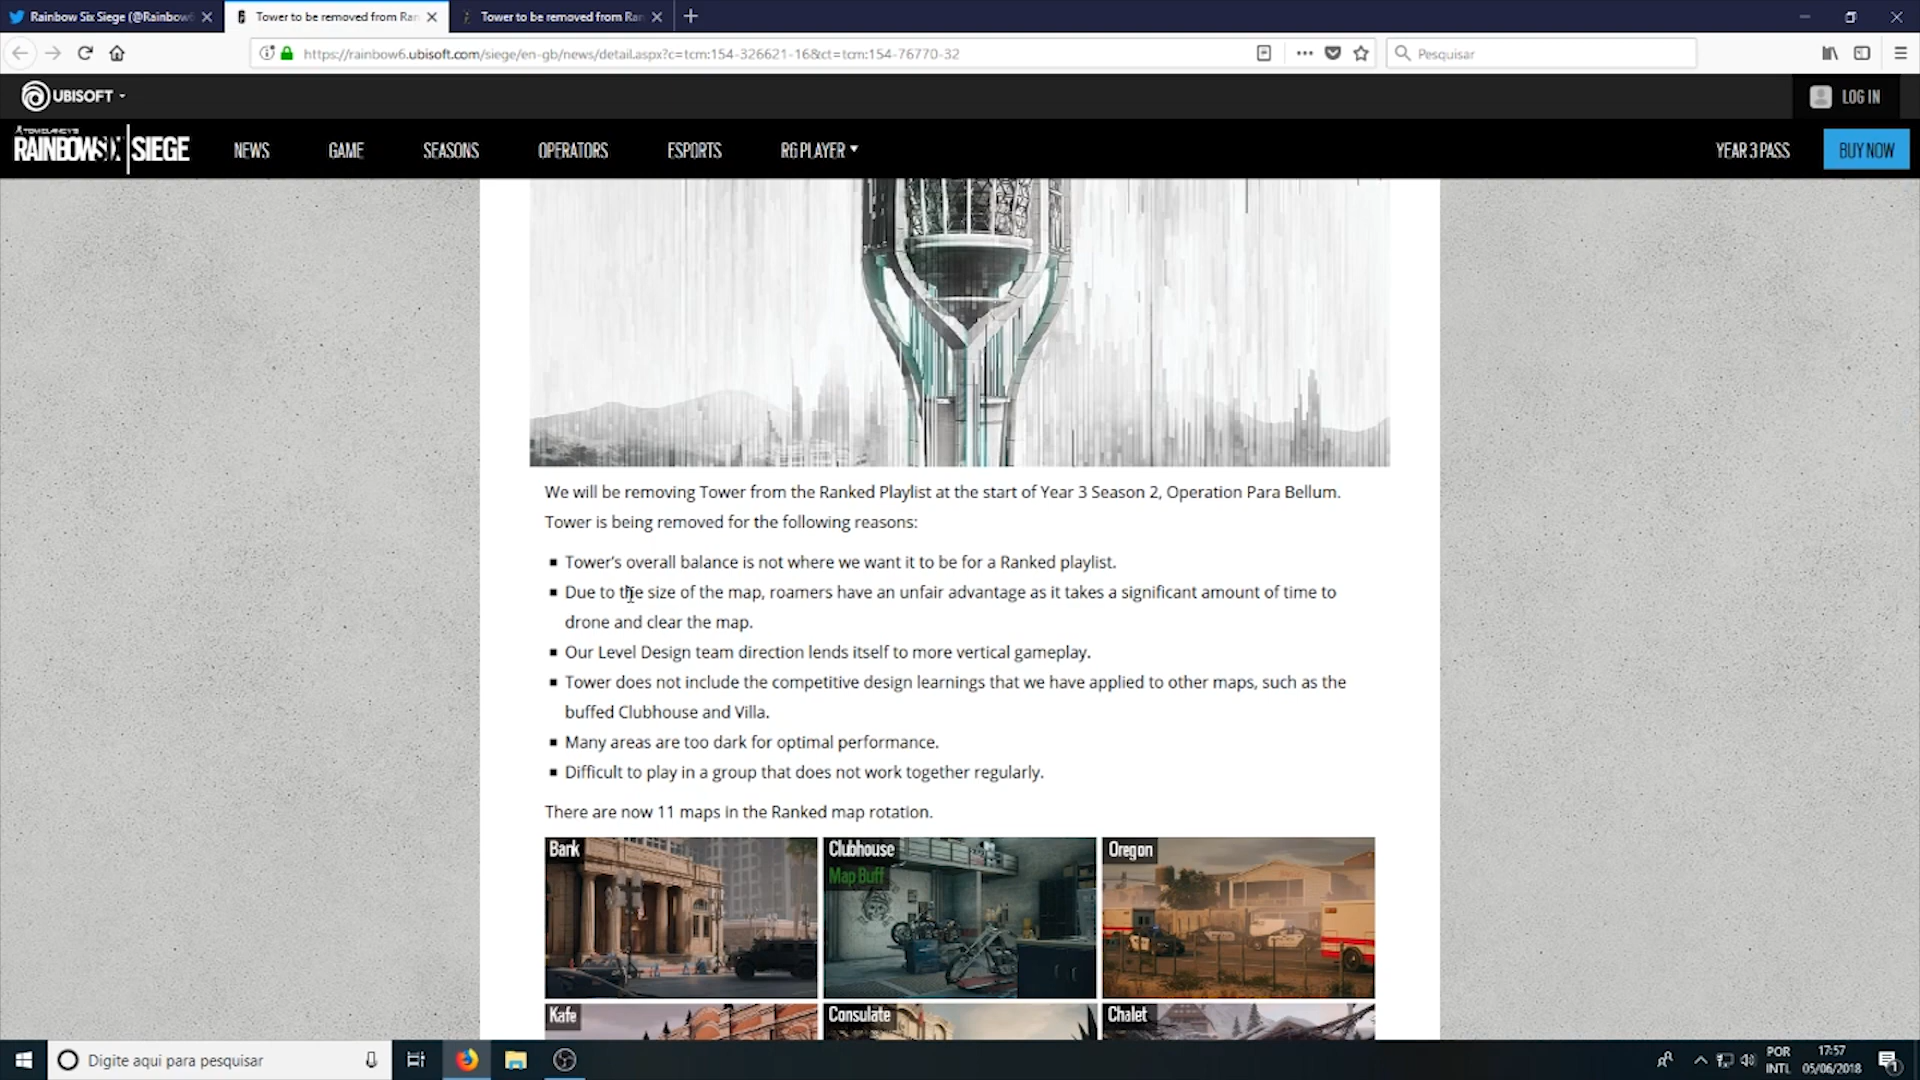 Rainbow Six Siege (@Rainbow6
Tower to be removed from Ran
Tower to be removed from Ran
https://rainbow6.ubisoft.com/siege/en-gb/news/detail.aspx?c=tcm:154-326621-16&ct=tcm:154-76770-32
Pesquisar
UBISOFT
LOG IN
TOM CLANCY'S
RAINBOW SIX | SIEGE
NEWS
GAME
SEASONS
OPERATORS
ESPORTS
R6 PLAYER
YEAR 3 PASS
BUY NOW
We will be removing Tower from the Ranked Playlist at the start of Year 3 Season 2, Operation Para Bellum.
Tower is being removed for the following reasons:
Tower's overall balance is not where we want it to be for a Ranked playlist.
Due to the size of the map, roamers have an unfair advantage as it takes a significant amount of time to
drone and clear the map.
Our Level Design team direction lends itself to more vertical gameplay.
Tower does not include the competitive design learnings that we have applied to other maps, such as the
buffed Clubhouse and Villa.
Many areas are too dark for optimal performance.
Difficult to play in a group that does not work together regularly.
There are now 11 maps in the Ranked map rotation.
Bank
Clubhouse
Map Buff
Oregon
Kafe
Consulate
Chalet
Digite aqui para pesquisar
POR
INTL
17:57
05/06/2018
1